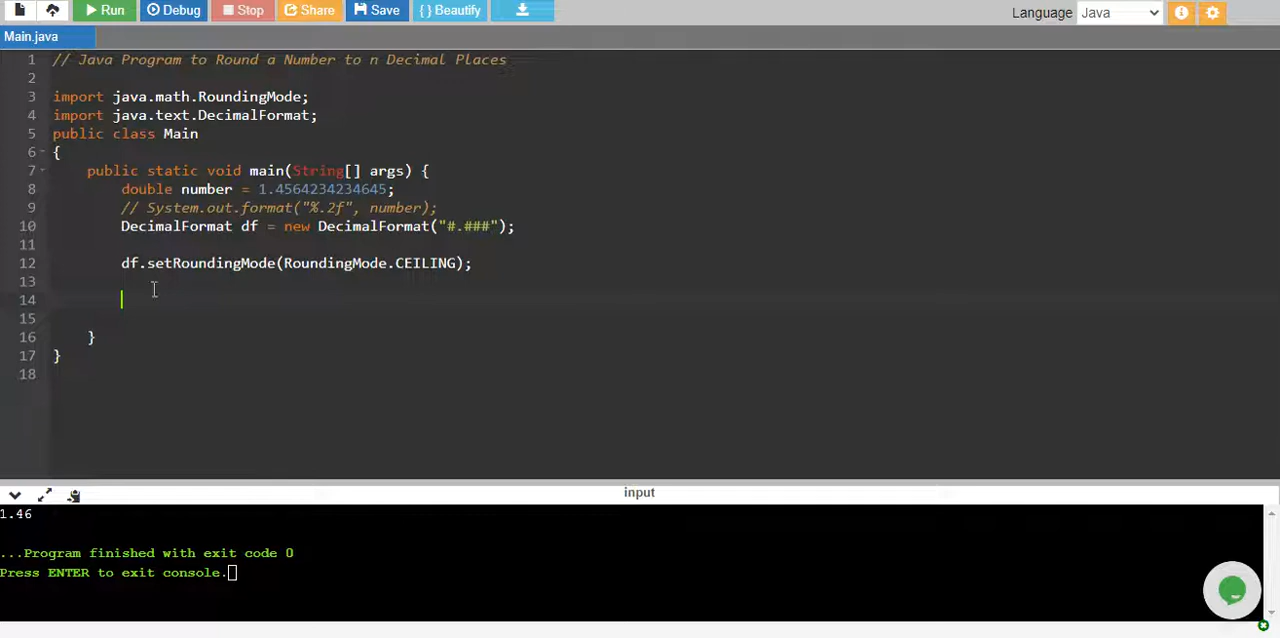 Run Debug Stop Share Save { } Beautify Language Java
Main.java
1 // Java Program to Round a Number to n Decimal Places
2
3 import java.math.RoundingMode;
4 import java.text.DecimalFormat;
5 public class Main
6 {
7 public static void main(String[] args) {
8 double number = 1.4564234234645;
9 // System.out.format("%.2f", number);
10 DecimalFormat df = new DecimalFormat("#.###");
11
12 df.setRoundingMode(RoundingMode.CEILING);
13
14
15
16 }
17 }
18
input
1.46
...Program finished with exit code 0
Press ENTER to exit console.